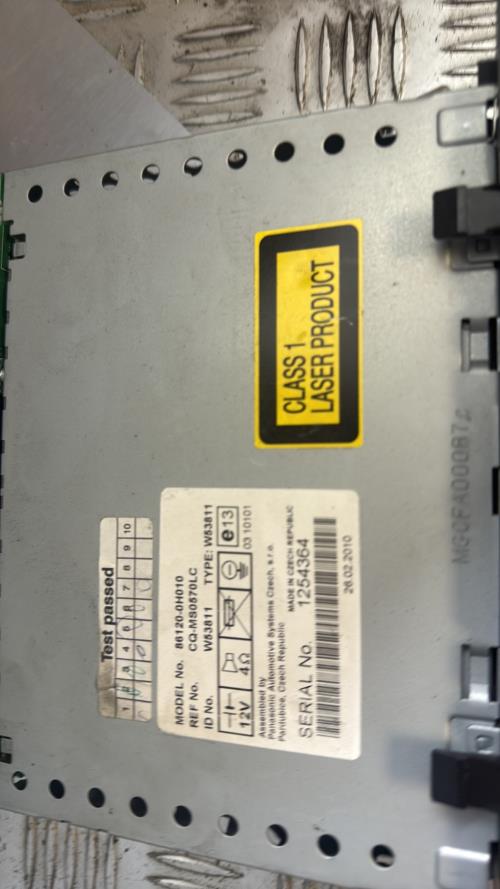 Test passed
1 2 3 4 5 6 7 8 9 10
CLASS 1
LASER PRODUCT
MODEL No. 86120-0H010
REF No. CQ-MS0570LC
ID No. W53811 TYPE: W53811
12V 4Ω e13
03 10101
Assembled by
Panasonic Automotive Systems Czech, s.r.o.
Pardubice, Czech Republic MADE IN CZECH REPUBLIC
SERIAL No. 1254364
26.02.2010